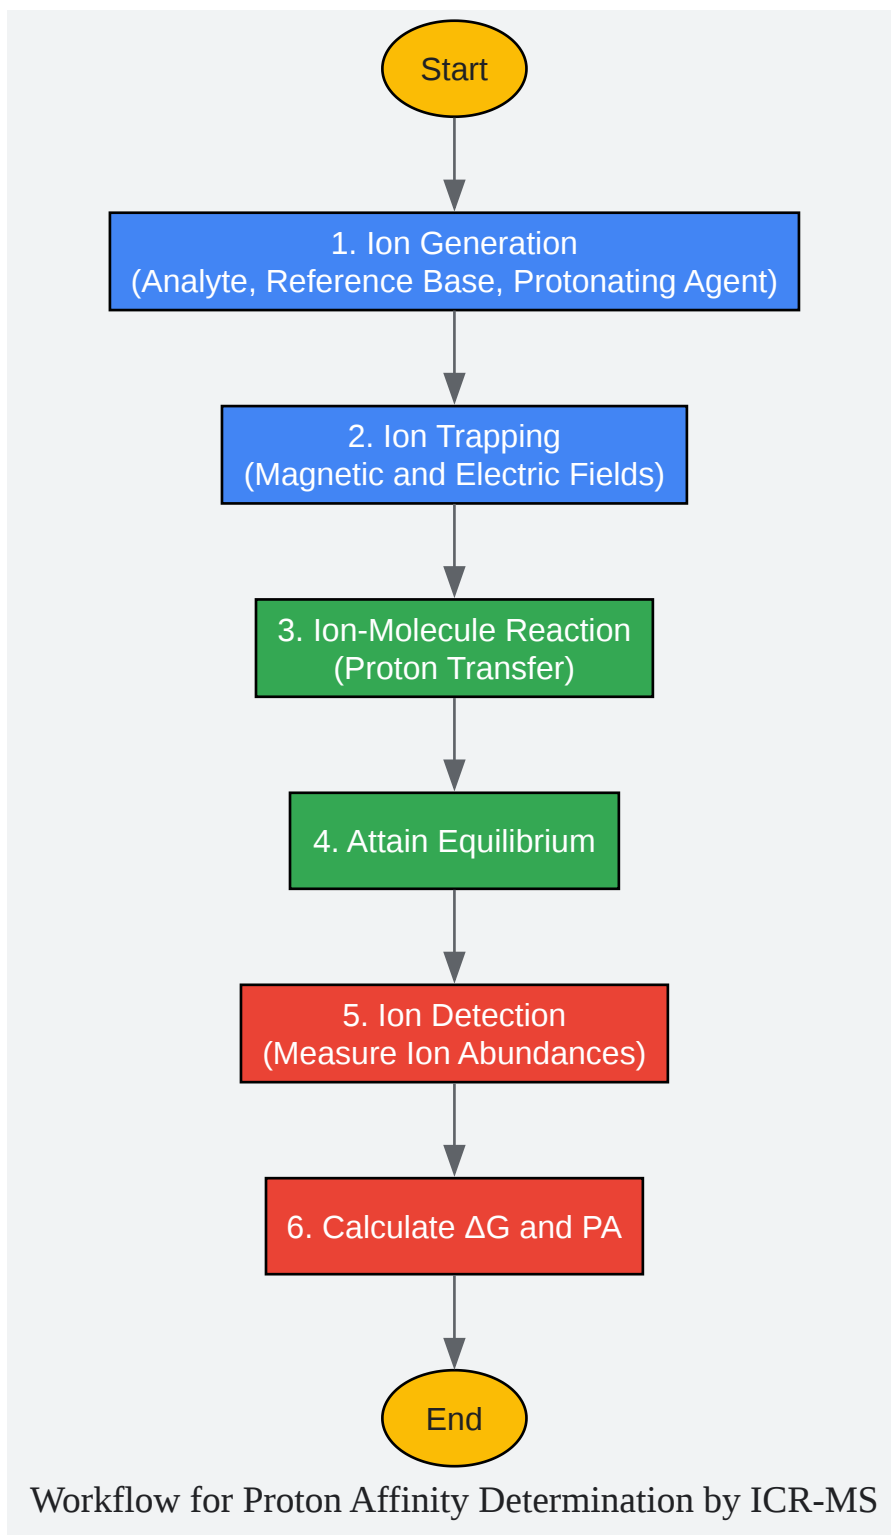 Start
1. Ion Generation
(Analyte, Reference Base, Protonating Agent)
2. Ion Trapping
(Magnetic and Electric Fields)
3. Ion-Molecule Reaction
(Proton Transfer)
4. Attain Equilibrium
5. Ion Detection
(Measure Ion Abundances)
6. Calculate ΔG and PA
End
Workflow for Proton Affinity Determination by ICR-MS